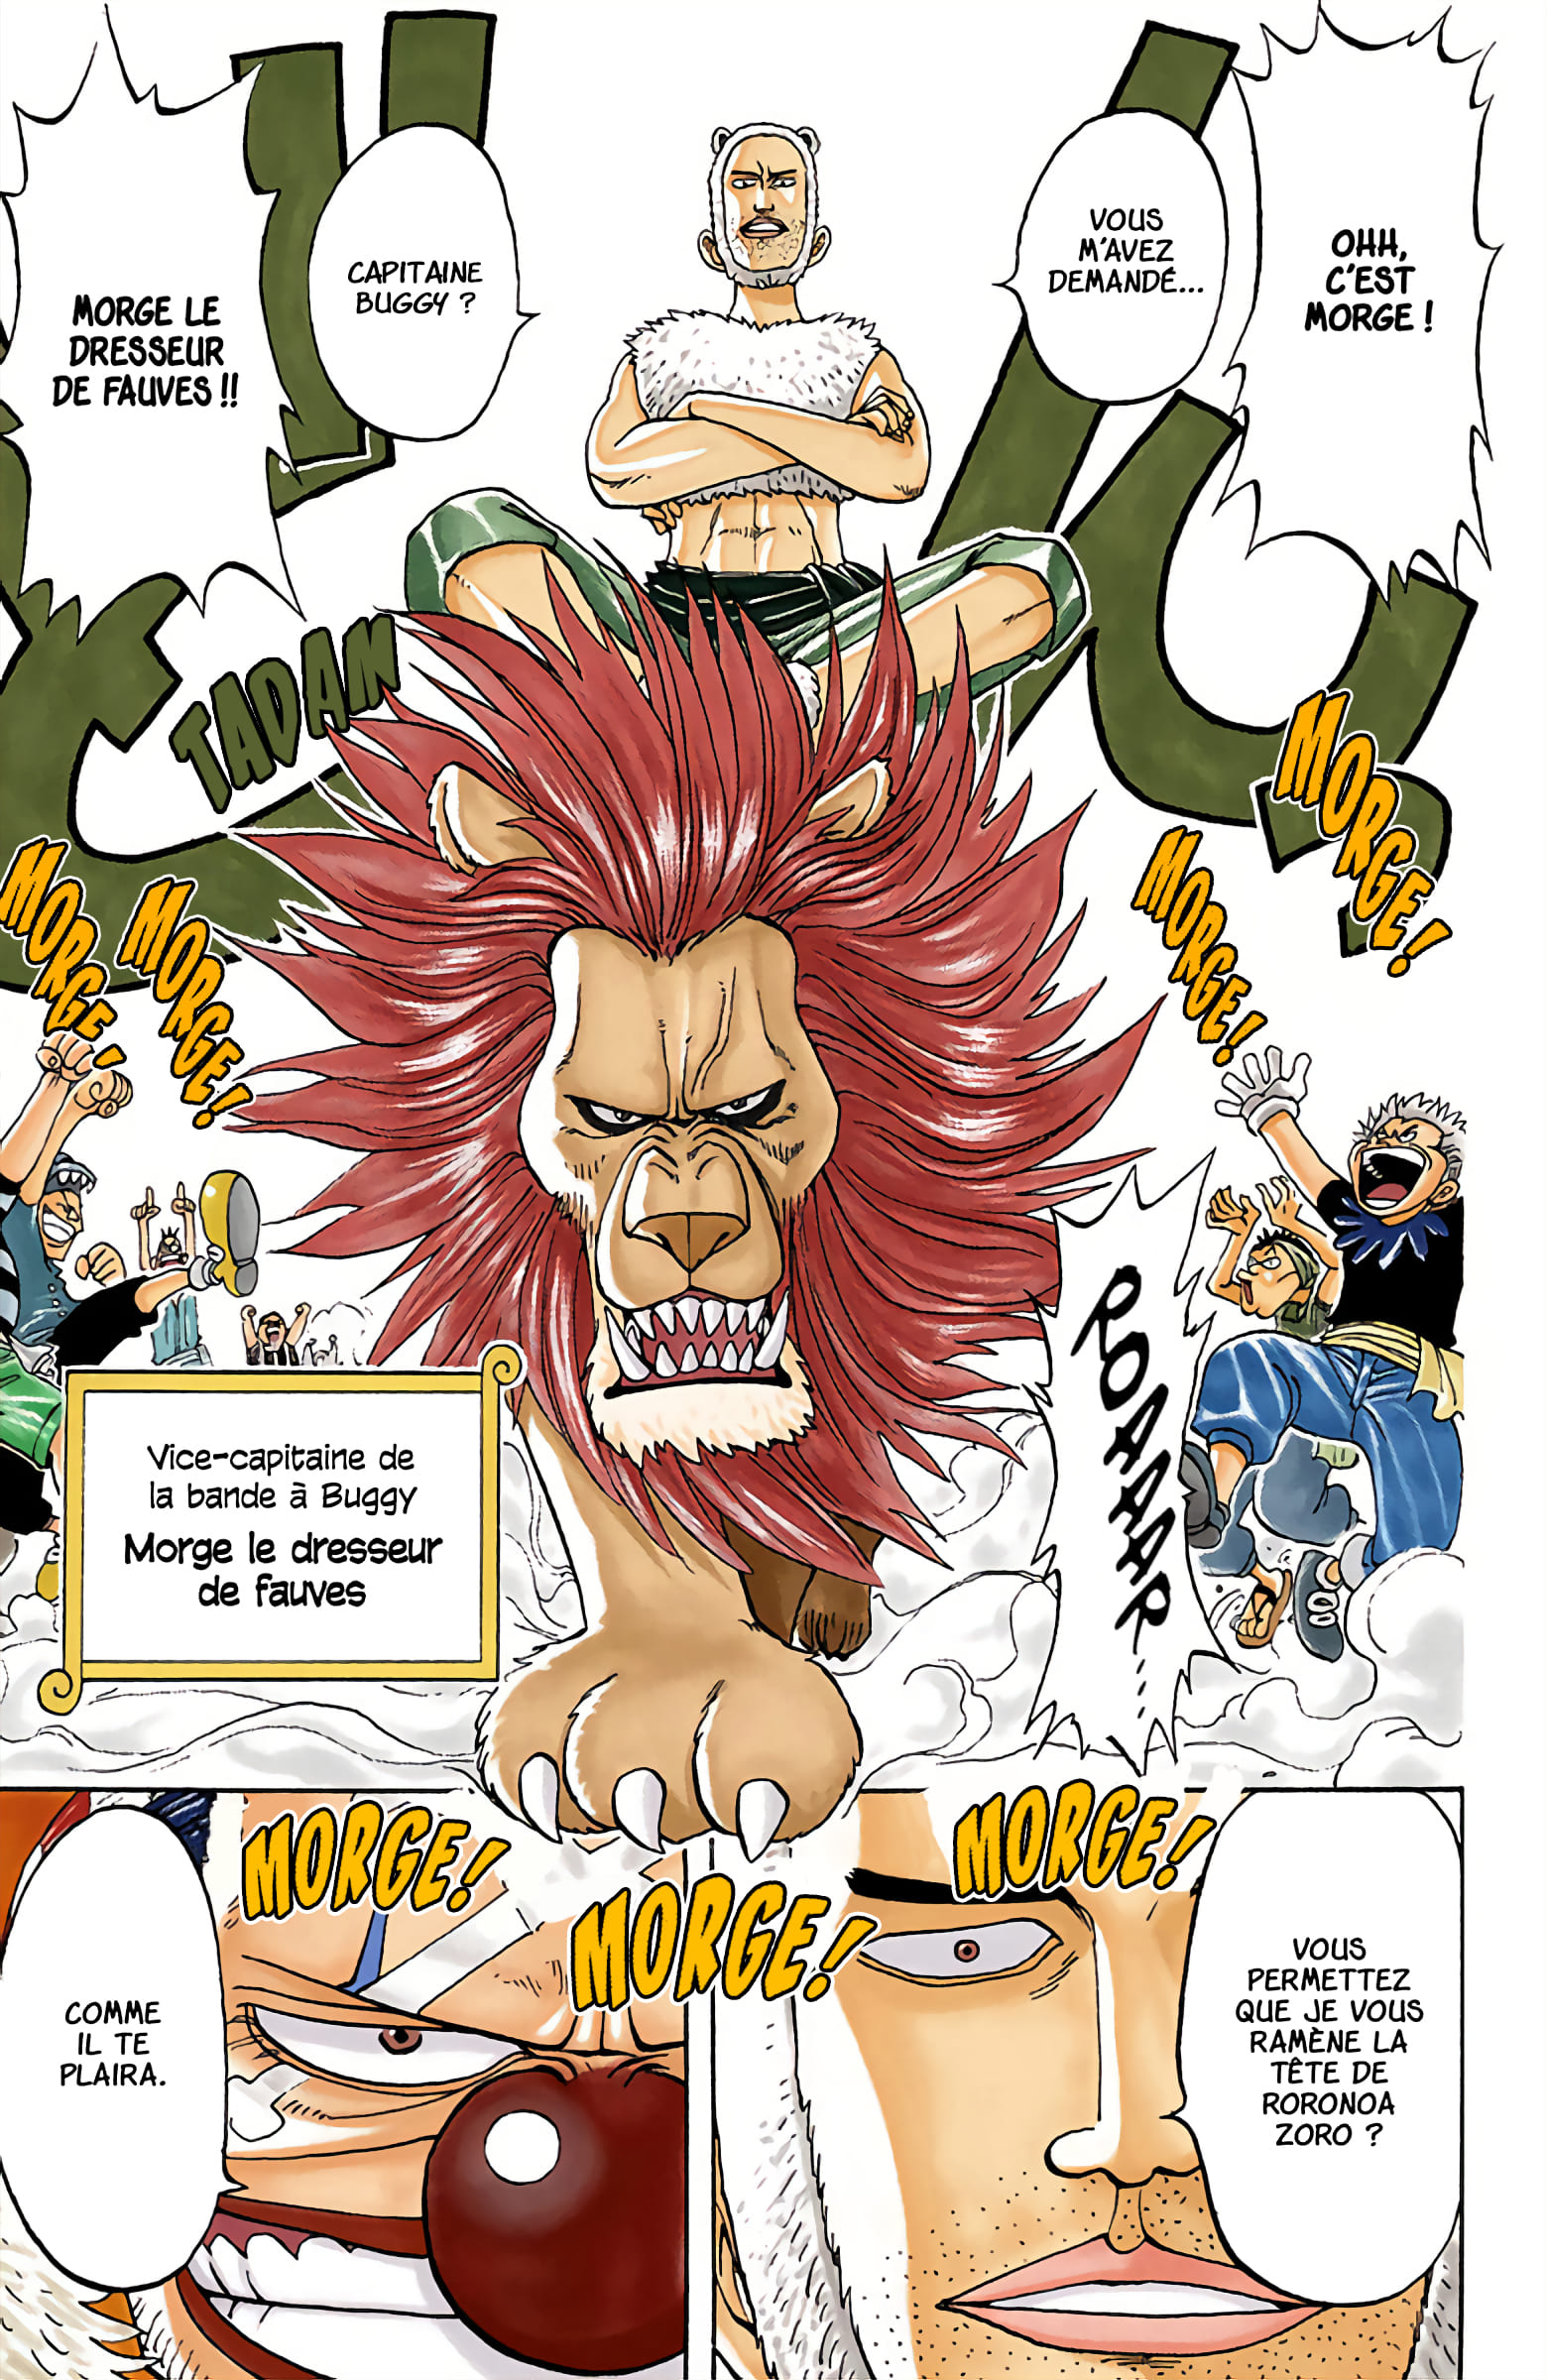 OHH,
C'EST
MORGE !
VOUS
M'AVEZ
DEMANDÉ...
CAPITAINE
BUGGY ?
MORGE LE
DRESSEUR
DE FAUVES !!
TADAM
MORGE!
MORGE!
MORGE!
MORGE!
ROAAAR....
Vice-capitaine de
la bande à Buggy
Morge le dresseur
de fauves
MORGE!
MORGE!
MORGE!
VOUS
PERMETTEZ
QUE JE VOUS
RAMÈNE LA
TÊTE DE
RORONOA
ZORO ?
COMME
IL TE
PLAIRA.